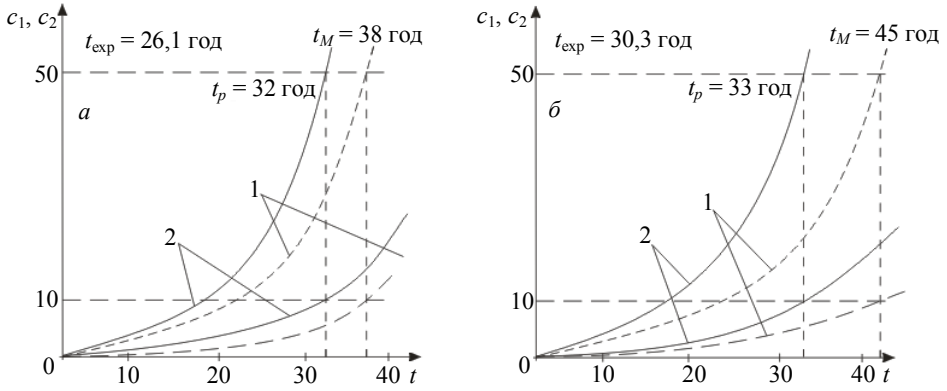 c1, c2
texp = 26,1 год
tM = 38 год
50
tp = 32 год
а
1
2
10
0
10
20
30
40
t
c1, c2
texp = 30,3 год
tM = 45 год
50
tp = 33 год
б
1
2
10
0
10
20
30
40
t